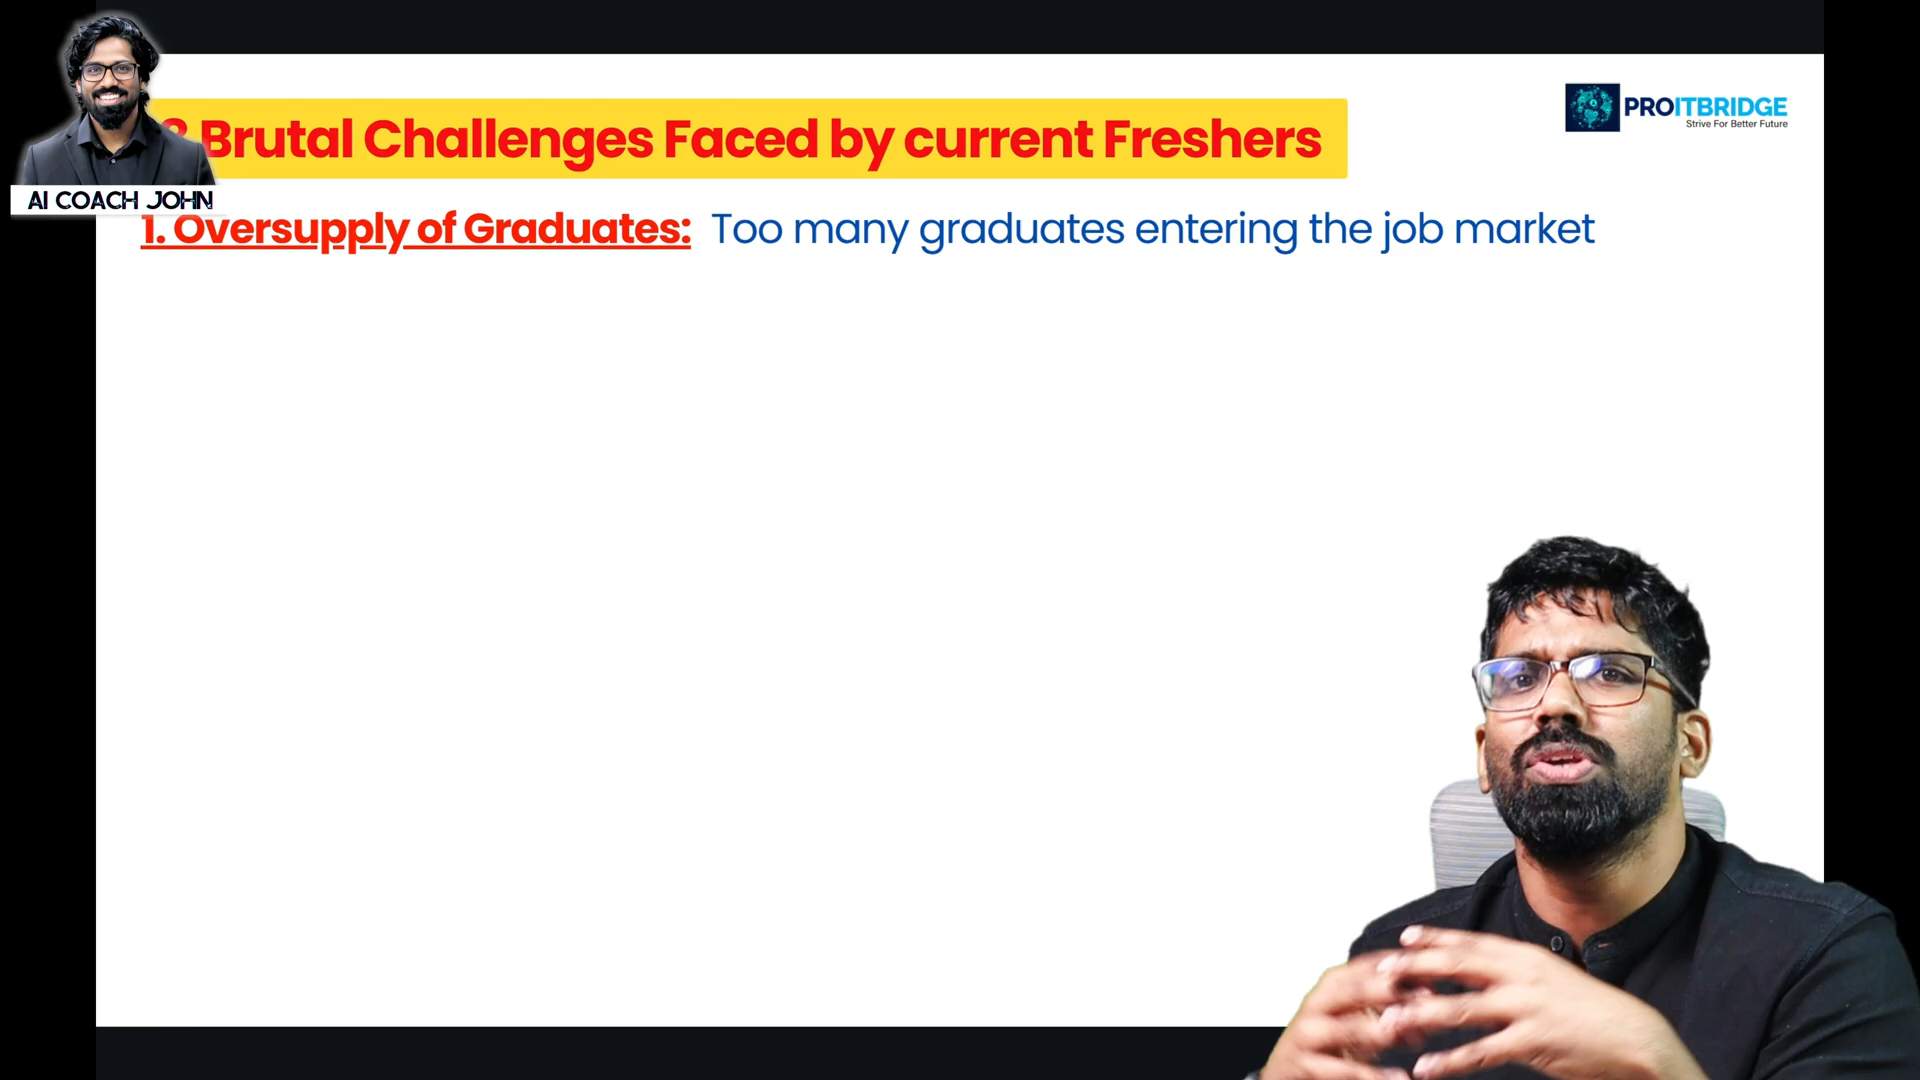 Brutal Challenges Faced by current Freshers
PROITBRIDGE
Strive For Better Future
AI COACH JOHN
1. Oversupply of Graduates: Too many graduates entering the job market